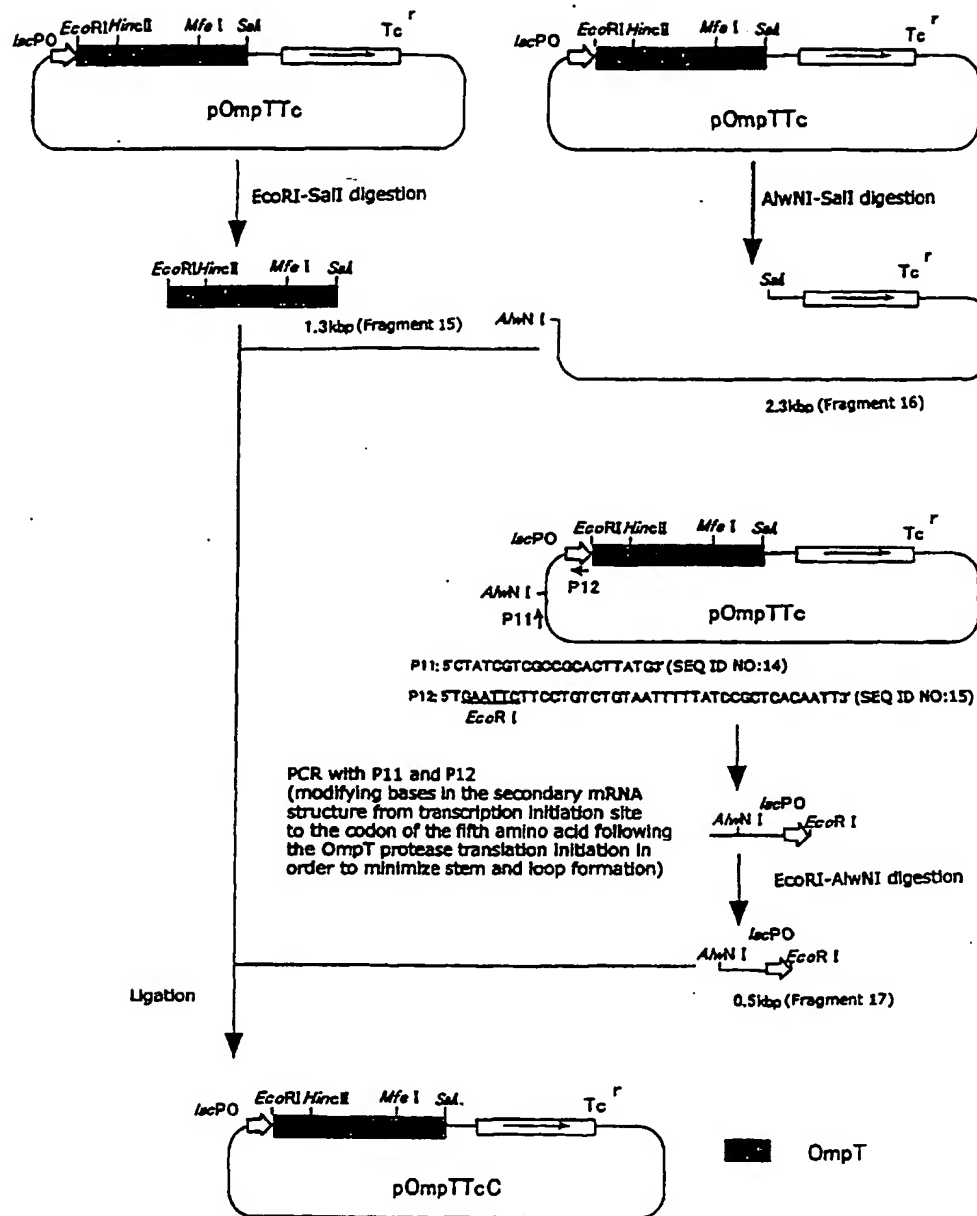 lacPO EcoRI HincII Mfe I SalI Tc r
pOmpTTc
lacPO EcoRI HincII Mfe I SalI Tc r
pOmpTTc
EcoRI-SalI digestion
AlwNI-SalI digestion
EcoRI HincII Mfe I SalI
1.3kbp (Fragment 15)
SalI Tc r
AlwN I
2.3kbp (Fragment 16)
lacPO EcoRI HincII Mfe I SalI Tc r
P12
AlwN I
P11
pOmpTTc
P11: 5'CTATCGTCGCCGCACTTATG3' (SEQ ID NO:14)
P12: 5'TGAATTCTTCCTGTCTGTAATTTTTATCCGCTCACAATT3' (SEQ ID NO:15)
EcoR I
PCR with P11 and P12
(modifying bases in the secondary mRNA
structure from transcription initiation site
to the codon of the fifth amino acid following
the OmpT protease translation initiation in
order to minimize stem and loop formation)
lacPO
AlwN I EcoR I
EcoRI-AlwNI digestion
lacPO
AlwN I EcoR I
0.5kbp (Fragment 17)
Ligation
lacPO EcoRI HincII Mfe I SalI Tc r
pOmpTTcC
OmpT